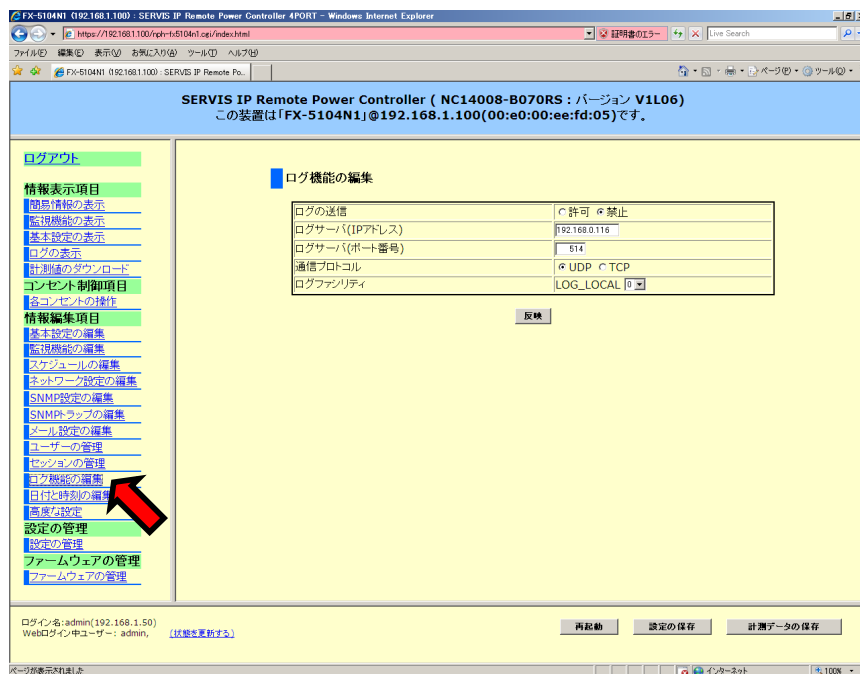 FX-5104N1 (192.168.1.100) : SERVIS IP Remote Power Controller 4PORT - Windows Internet Explorer
https://192.168.1.100/nph-fx5104n1.cgi/index.html
証明書のエラー
Live Search
ファイル(F) 編集(E) 表示(V) お気に入り(A) ツール(T) ヘルプ(H)
FX-5104N1 (192.168.1.100) : SERVIS IP Remote Po...
ページ(P) ツール(O)
SERVIS IP Remote Power Controller ( NC14008-B070RS : バージョン V1L06)
この装置は「FX-5104N1」@192.168.1.100(00:e0:00:ee:fd:05)です。
ログアウト
情報表示項目
簡易情報の表示
監視機能の表示
基本設定の表示
ログの表示
計測値のダウンロード
コンセント制御項目
各コンセントの操作
情報編集項目
基本設定の編集
監視機能の編集
スケジュールの編集
ネットワーク設定の編集
SNMP設定の編集
SNMPトラップの編集
メール設定の編集
ユーザーの管理
セッションの管理
ログ機能の編集
日付と時刻の編集
高度な設定
設定の管理
設定の管理
ファームウェアの管理
ファームウェアの管理
ログ機能の編集
ログの送信 許可 禁止
ログサーバ(IPアドレス) 192.168.0.116
ログサーバ(ポート番号) 514
通信プロトコル UDP TCP
ログファシリティ LOG_LOCAL 0
反映
ログイン名:admin(192.168.1.50)
Webログイン中ユーザー: admin, (状態を更新する)
再起動 設定の保存 計測データの保存
ページが表示されました
インターネット
100%